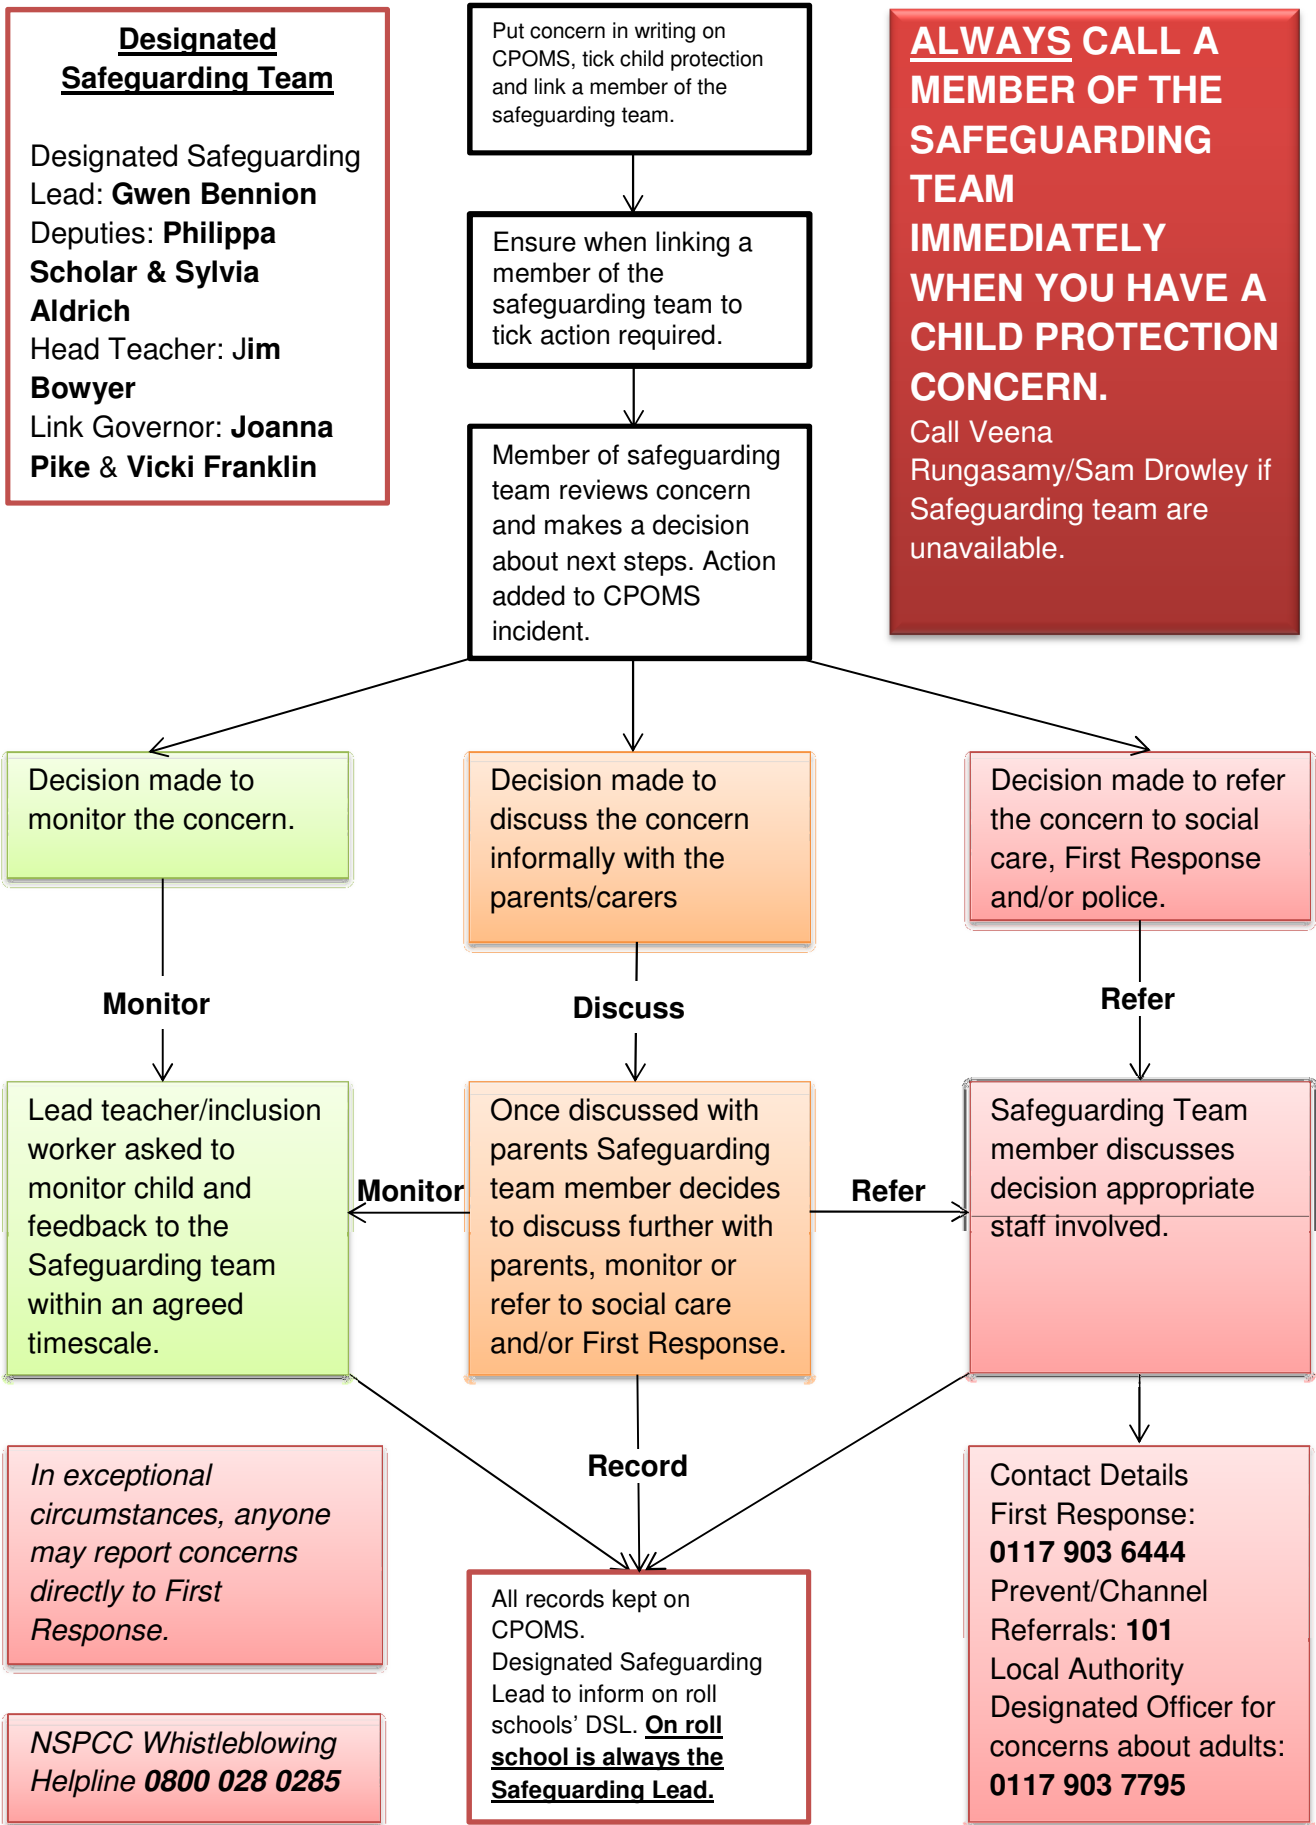 Designated
Safeguarding Team
Designated Safeguarding
Lead: Gwen Bennion
Deputies: Philippa
Scholar & Sylvia
Aldrich
Head Teacher: Jim
Bowyer
Link Governor: Joanna
Pike & Vicki Franklin
Put concern in writing on
CPOMS, tick child protection
and link a member of the
safeguarding team.
Ensure when linking a
member of the
safeguarding team to
tick action required.
Member of safeguarding
team reviews concern
and makes a decision
about next steps. Action
added to CPOMS
incident.
ALWAYS CALL A
MEMBER OF THE
SAFEGUARDING
TEAM
IMMEDIATELY
WHEN YOU HAVE A
CHILD PROTECTION
CONCERN.
Call Veena
Rungasamy/Sam Drowley if
Safeguarding team are
unavailable.
Decision made to
monitor the concern.
Decision made to
discuss the concern
informally with the
parents/carers
Decision made to refer
the concern to social
care, First Response
and/or police.
Monitor
Discuss
Refer
Lead teacher/inclusion
worker asked to
monitor child and
feedback to the
Safeguarding team
within an agreed
timescale.
Monitor
Once discussed with
parents Safeguarding
team member decides
to discuss further with
parents, monitor or
refer to social care
and/or First Response.
Refer
Safeguarding Team
member discusses
decision appropriate
staff involved.
In exceptional
circumstances, anyone
may report concerns
directly to First
Response.
NSPCC Whistleblowing
Helpline 0800 028 0285
Record
All records kept on
CPOMS.
Designated Safeguarding
Lead to inform on roll
schools' DSL. On roll
school is always the
Safeguarding Lead.
Contact Details
First Response:
0117 903 6444
Prevent/Channel
Referrals: 101
Local Authority
Designated Officer for
concerns about adults:
0117 903 7795